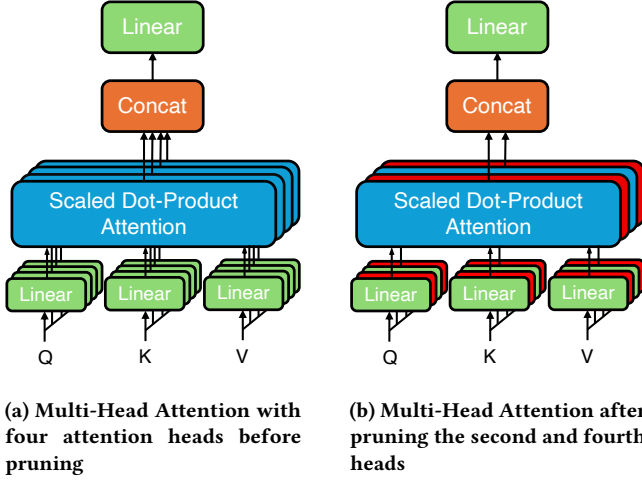 Linear
Concat
Scaled Dot-Product
Attention
Linear
Linear
Linear
Q
K
V
(a) Multi-Head Attention with
four attention heads before
pruning
Linear
Concat
Scaled Dot-Product
Attention
Linear
Linear
Linear
Q
K
V
(b) Multi-Head Attention after
pruning the second and fourth
heads